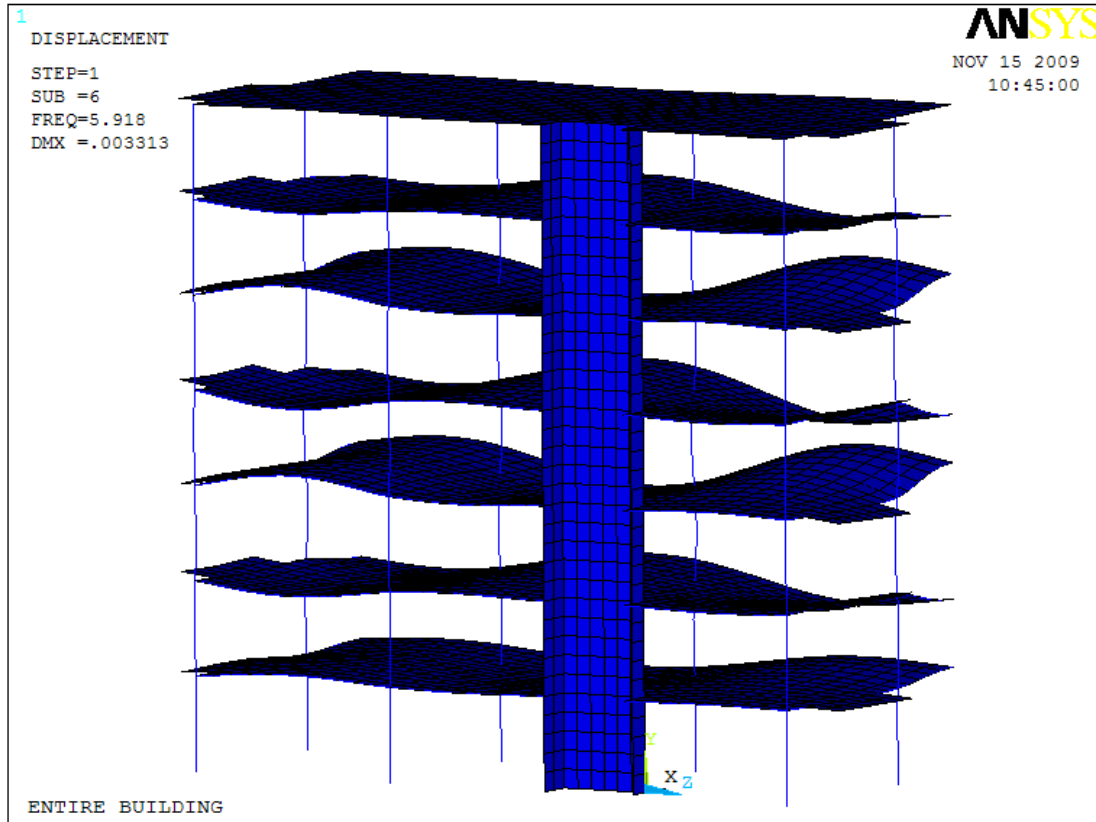 1
DISPLACEMENT
STEP=1
SUB =6
FREQ=5.918
DMX =.003313
ANSYS
NOV 15 2009
10:45:00
Y
X Z
ENTIRE BUILDING